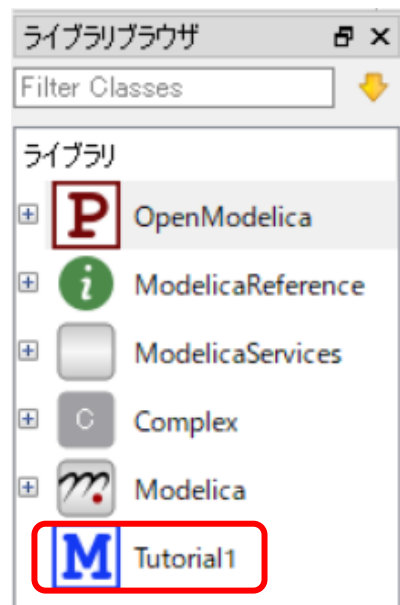 ライブラリブラウザ
Filter Classes
ライブラリ
P OpenModelica
i ModelicaReference
ModelicaServices
C Complex
m Modelica
M Tutorial1